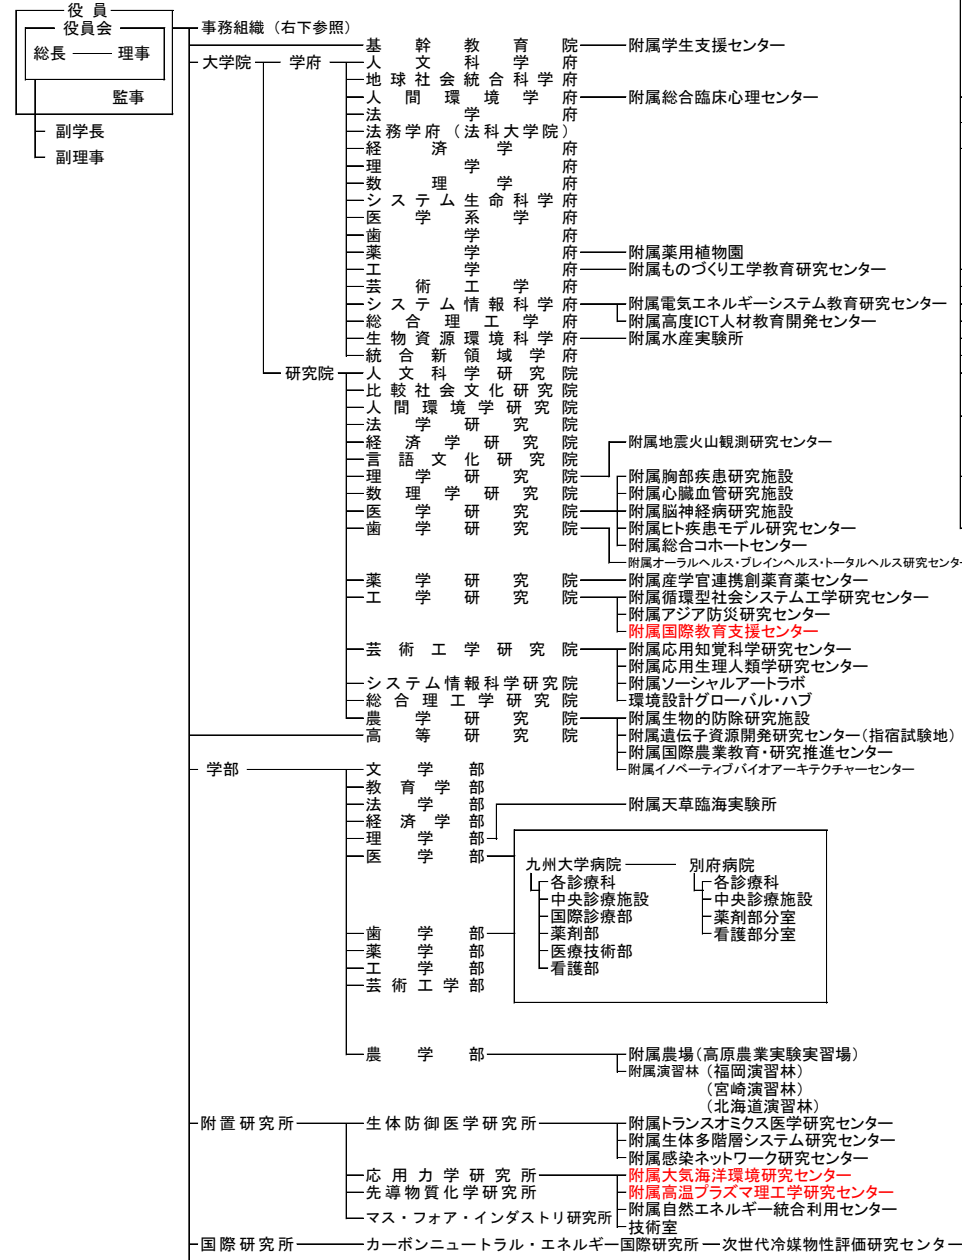 役 員
役員会
総長 理事
監事
副学長
副理事
事務組織（右下参照）
基幹教育院 附属学生支援センター
大学院 学府 人文科学府
地球社会統合科学府
人間環境学府 附属総合臨床心理センター
法学府
法務学府（法科大学院）
経済学府
理学府
数理学府
システム生命科学府
医学系学府
歯学府
薬学府 附属薬用植物園
工学府 附属ものづくり工学教育研究センター
芸術工学府
システム情報科学府 附属電気エネルギーシステム教育研究センター
総合理工学府 附属高度ICT人材教育開発センター
生物資源環境科学府 附属水産実験所
統合新領域学府
研究院 人文科学研究院
比較社会文化研究院
人間環境学研究院
法学研究院
経済学研究院 附属地震火山観測研究センター
言語文化研究院
理学研究院 附属胸部疾患研究施設
数理学研究院 附属心臓血管研究施設
医学研究院 附属脳神経病研究施設
歯学研究院 附属ヒト疾患モデル研究センター
附属総合コホートセンター
附属オーラルヘルス・ブレインヘルス・トータルヘルス研究センター
薬学研究院 附属産学官連携創薬育薬センター
工学研究院 附属循環型社会システム工学研究センター
附属アジア防災研究センター
附属国際教育支援センター
芸術工学研究院 附属応用知覚科学研究センター
附属応用生理人類学研究センター
システム情報科学研究院 附属ソーシャルアートラボ
総合理工学研究院 環境設計グローバル・ハブ
農学研究院 附属生物的防除研究施設
高等研究院 附属遺伝子資源開発研究センター（指宿試験地）
附属国際農業教育・研究推進センター
学部 文学部 附属イノベーティブバイオアーキテクチャーセンター
教育学部
法学部 附属天草臨海実験所
経済学部
理学部
医学部
九州大学病院 別府病院
各診療科 各診療科
中央診療施設 中央診療施設
国際診療部 薬剤部分室
薬剤部 看護部分室
医療技術部
看護部
歯学部
薬学部
工学部
芸術工学部
農学部 附属農場（高原農業実験実習場）
附属演習林（福岡演習林）
（宮崎演習林）
（北海道演習林）
附置研究所 生体防御医学研究所 附属トランスオミクス医学研究センター
附属生体多階層システム研究センター
附属感染ネットワーク研究センター
応用力学研究所 附属大気海洋環境研究センター
先導物質化学研究所 附属高温プラズマ理工学研究センター
附属自然エネルギー統合利用センター
マス・フォア・インダストリ研究所 技術室
国際研究所 カーボンニュートラル・エネルギー国際研究所 次世代冷媒物性評価研究センター